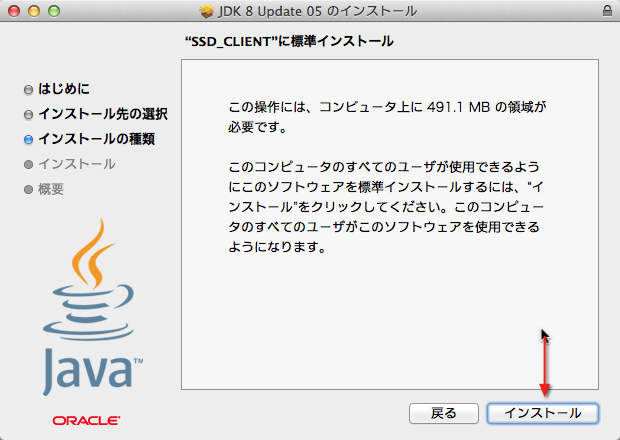 JDK 8 Update 05 のインストール
“SSD_CLIENT”に標準インストール
はじめに
インストール先の選択
インストールの種類
インストール
概要
この操作には、コンピュータ上に 491.1 MB の領域が
必要です。
このコンピュータのすべてのユーザが使用できるよう
にこのソフトウェアを標準インストールするには、“イ
ンストール”をクリックしてください。このコンピュー
タのすべてのユーザがこのソフトウェアを使用できる
ようになります。
Java™
ORACLE®
戻る
インストール